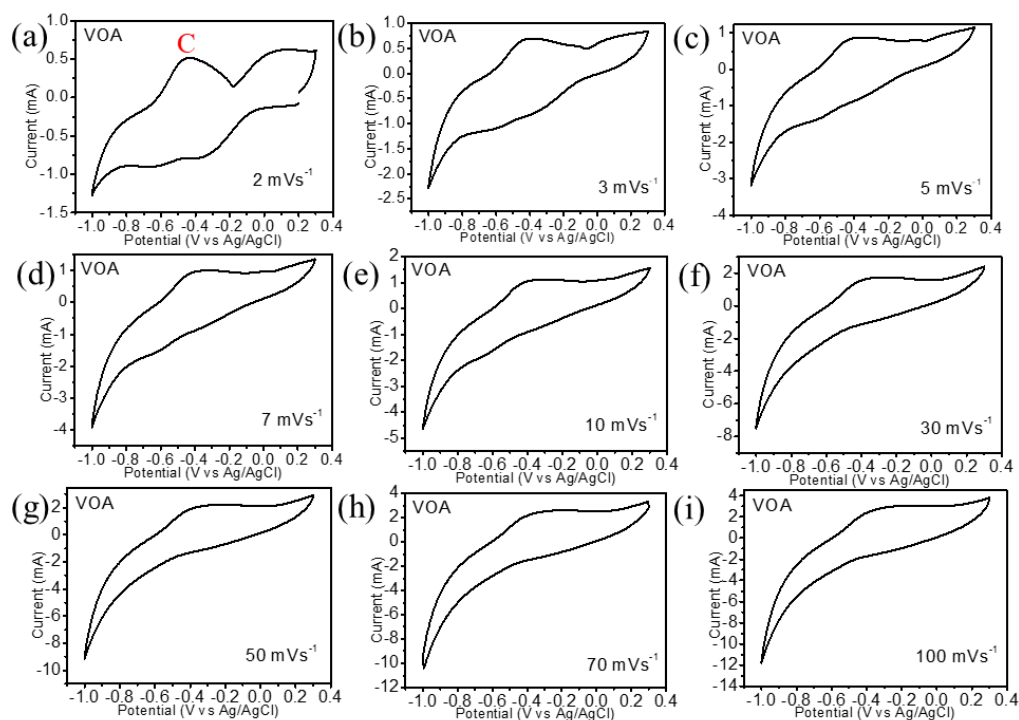 (a)
VOA
C
1.0
0.5
0.0
-0.5
-1.0
-1.5
Current (mA)
2 mVs-1
-1.0 -0.8 -0.6 -0.4 -0.2 0.0 0.2 0.4
Potential (V vs Ag/AgCl)
(b)
VOA
1.0
0.5
0.0
-0.5
-1.0
-1.5
-2.0
-2.5
Current (mA)
3 mVs-1
-1.0 -0.8 -0.6 -0.4 -0.2 0.0 0.2 0.4
Potential (V vs Ag/AgCl)
(c)
VOA
1
0
-1
-2
-3
-4
Current (mA)
5 mVs-1
-1.0 -0.8 -0.6 -0.4 -0.2 0.0 0.2 0.4
Potential (V vs Ag/AgCl)
(d)
VOA
1
0
-1
-2
-3
-4
Current (mA)
7 mVs-1
-1.0 -0.8 -0.6 -0.4 -0.2 0.0 0.2 0.4
Potential (V vs Ag/AgCl)
(e)
VOA
2
1
0
-1
-2
-3
-4
-5
Current (mA)
10 mVs-1
-1.0 -0.8 -0.6 -0.4 -0.2 0.0 0.2 0.4
Potential (V vs Ag/AgCl)
(f)
VOA
2
0
-2
-4
-6
-8
Current (mA)
30 mVs-1
-1.0 -0.8 -0.6 -0.4 -0.2 0.0 0.2 0.4
Potential (V vs Ag/AgCl)
(g)
VOA
2
0
-2
-4
-6
-8
-10
Current (mA)
50 mVs-1
-1.0 -0.8 -0.6 -0.4 -0.2 0.0 0.2 0.4
Potential (V vs Ag/AgCl)
(h)
VOA
4
2
0
-2
-4
-6
-8
-10
-12
Current (mA)
70 mVs-1
-1.0 -0.8 -0.6 -0.4 -0.2 0.0 0.2 0.4
Potential (V vs Ag/AgCl)
(i)
VOA
4
2
0
-2
-4
-6
-8
-10
-12
-14
Current (mA)
100 mVs-1
-1.0 -0.8 -0.6 -0.4 -0.2 0.0 0.2 0.4
Potential (V vs Ag/AgCl)